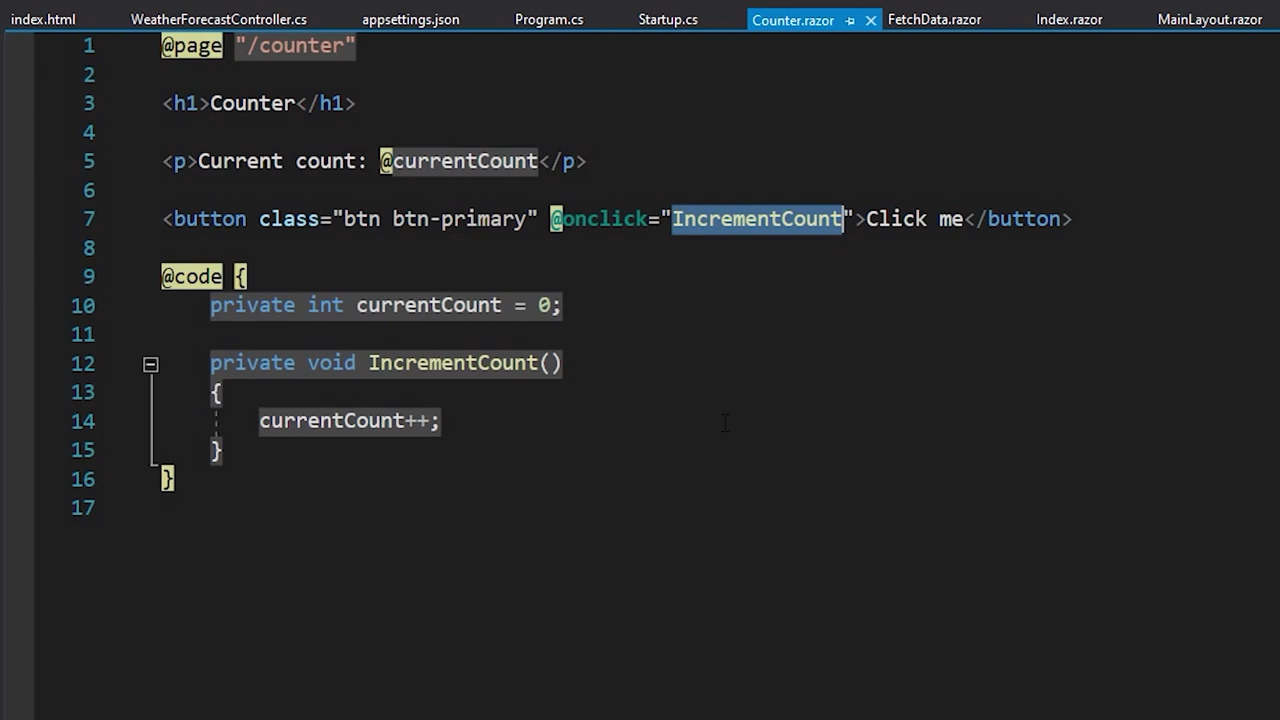 index.html WeatherForecastController.cs appsettings.json Program.cs Startup.cs Counter.razor FetchData.razor Index.razor MainLayout.razor
1 @page "/counter"
2
3 <h1>Counter</h1>
4
5 <p>Current count: @currentCount</p>
6
7 <button class="btn btn-primary" @onclick="IncrementCount">Click me</button>
8
9 @code {
10 private int currentCount = 0;
11
12 private void IncrementCount()
13 {
14 currentCount++;
15 }
16 }
17